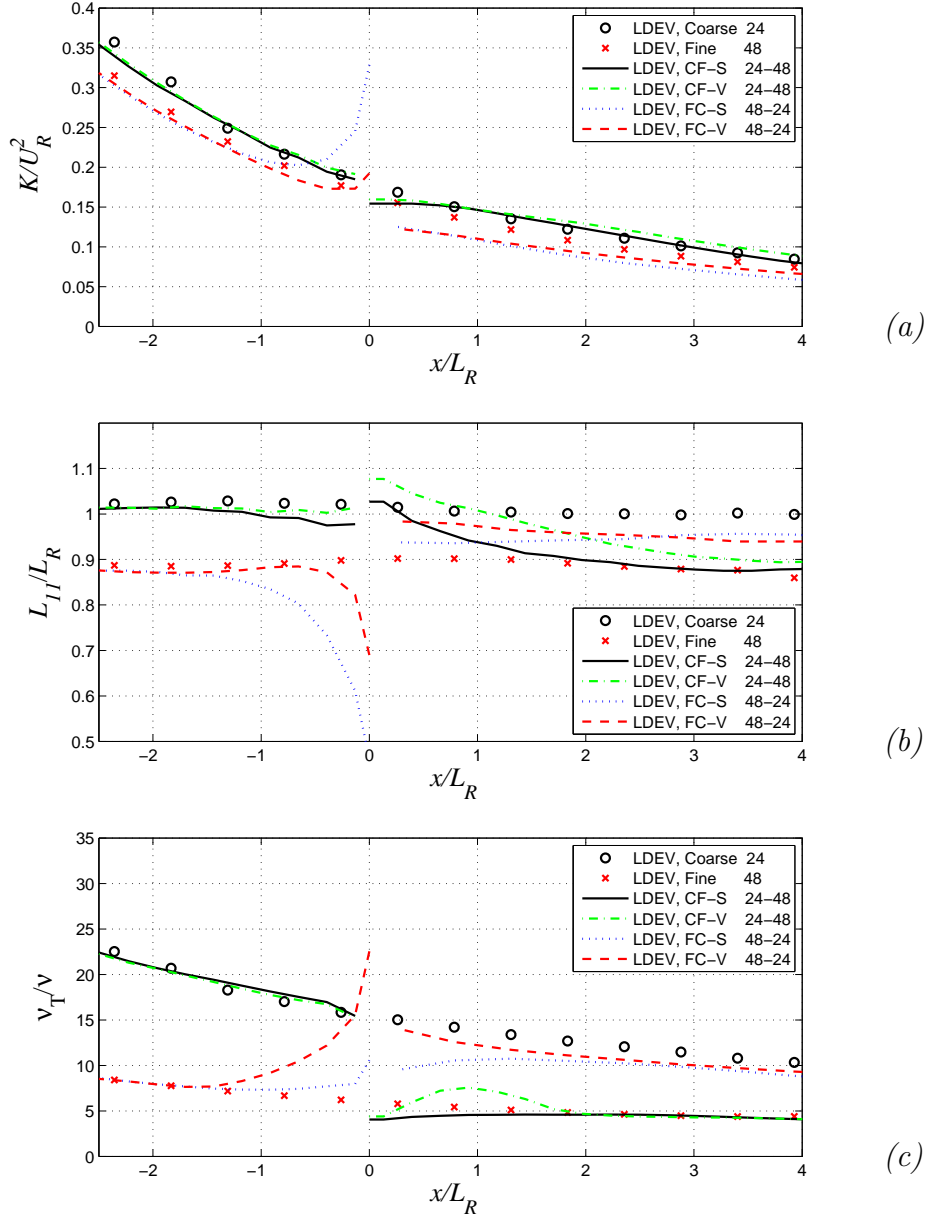 0.4
0.35
0.3
0.25
0.2
0.15
0.1
0.05
0
K/U_R^2
LDEV, Coarse 24
LDEV, Fine 48
LDEV, CF−S 24−48
LDEV, CF−V 24−48
LDEV, FC−S 48−24
LDEV, FC−V 48−24
−2 −1 0 1 2 3 4
x/L_R
(a)
1.1
1
0.9
0.8
0.7
0.6
0.5
L_11/L_R
LDEV, Coarse 24
LDEV, Fine 48
LDEV, CF−S 24−48
LDEV, CF−V 24−48
LDEV, FC−S 48−24
LDEV, FC−V 48−24
−2 −1 0 1 2 3 4
x/L_R
(b)
35
30
25
20
15
10
5
0
ν_T/ν
LDEV, Coarse 24
LDEV, Fine 48
LDEV, CF−S 24−48
LDEV, CF−V 24−48
LDEV, FC−S 48−24
LDEV, FC−V 48−24
−2 −1 0 1 2 3 4
x/L_R
(c)